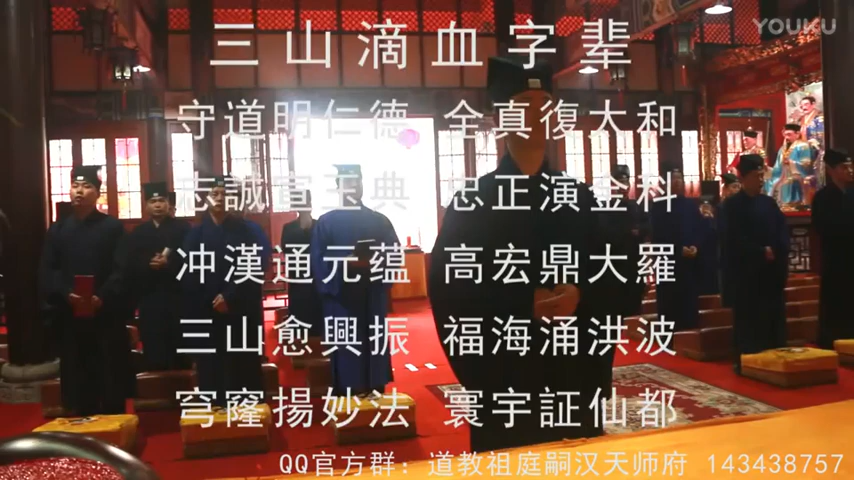 YOUKU
三山滴血字辈
守道明仁德 全真復大和
志誠宣玉典 忠正演金科
冲漢通元蕴 高宏鼎大羅
三山愈興振 福海涌洪波
穹窿揚妙法 寰宇証仙都
QQ官方群：道教祖庭嗣汉天师府 143438757